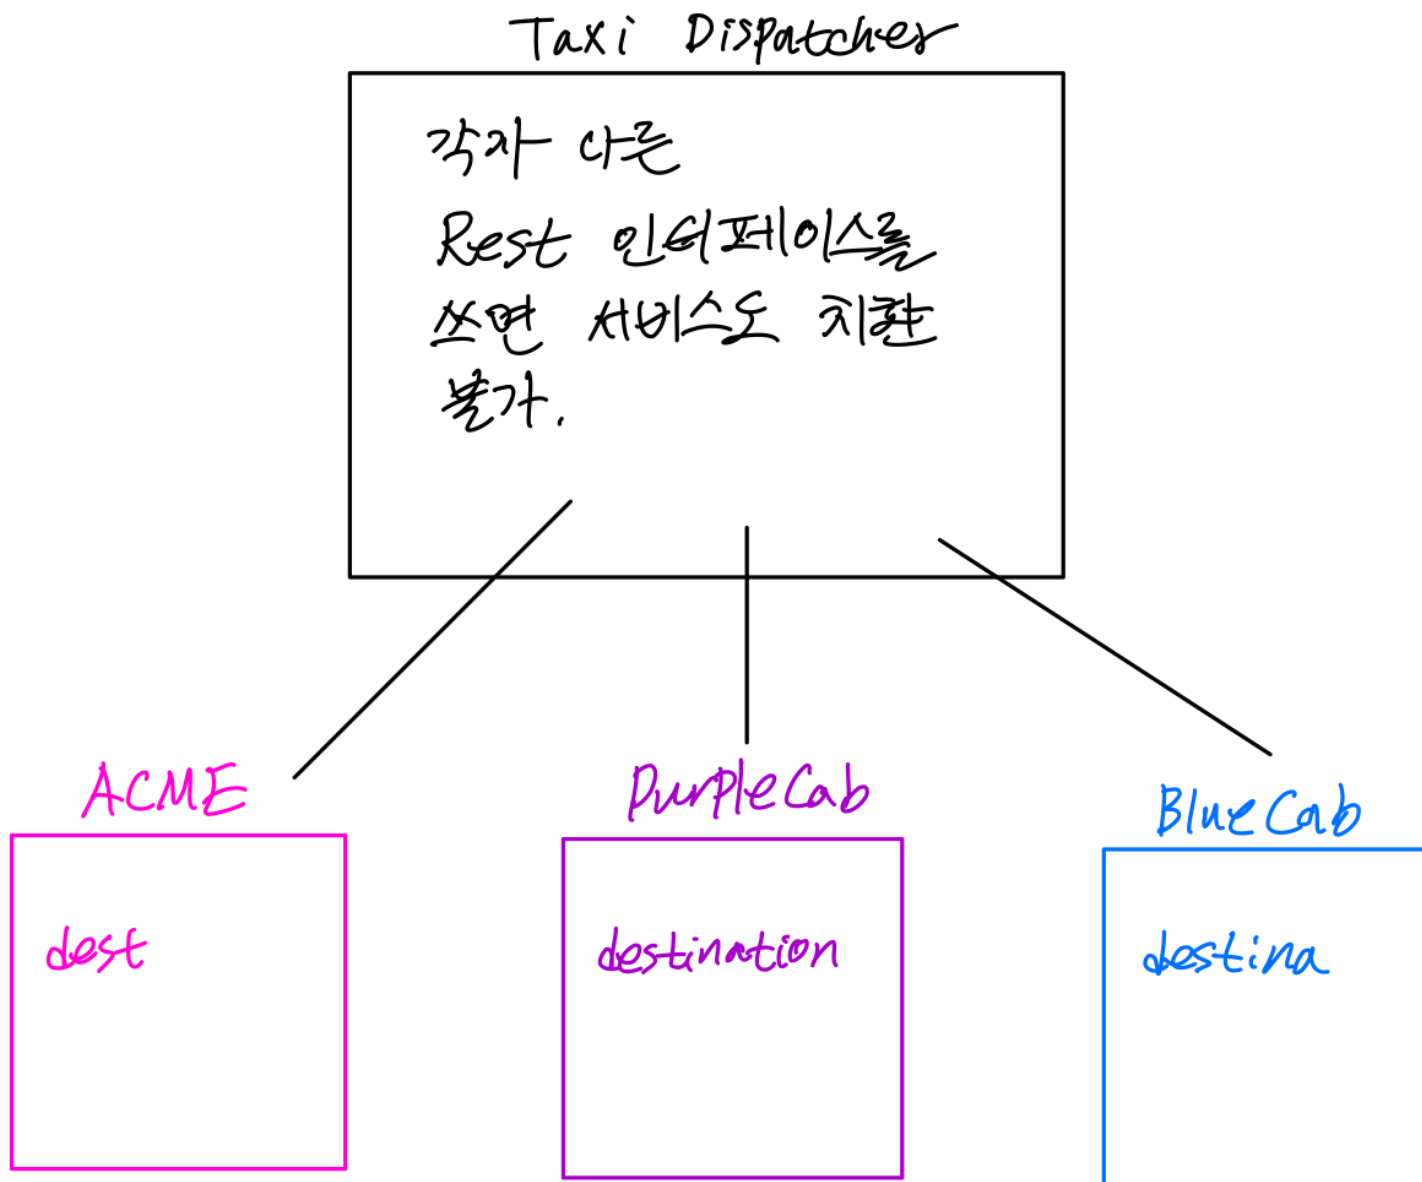 Taxi Dispatcher
각자 다른
Rest 인터페이스를
쓰면 서비스도 치환
불가.
ACME
PurpleCab
BlueCab
dest
destination
destina